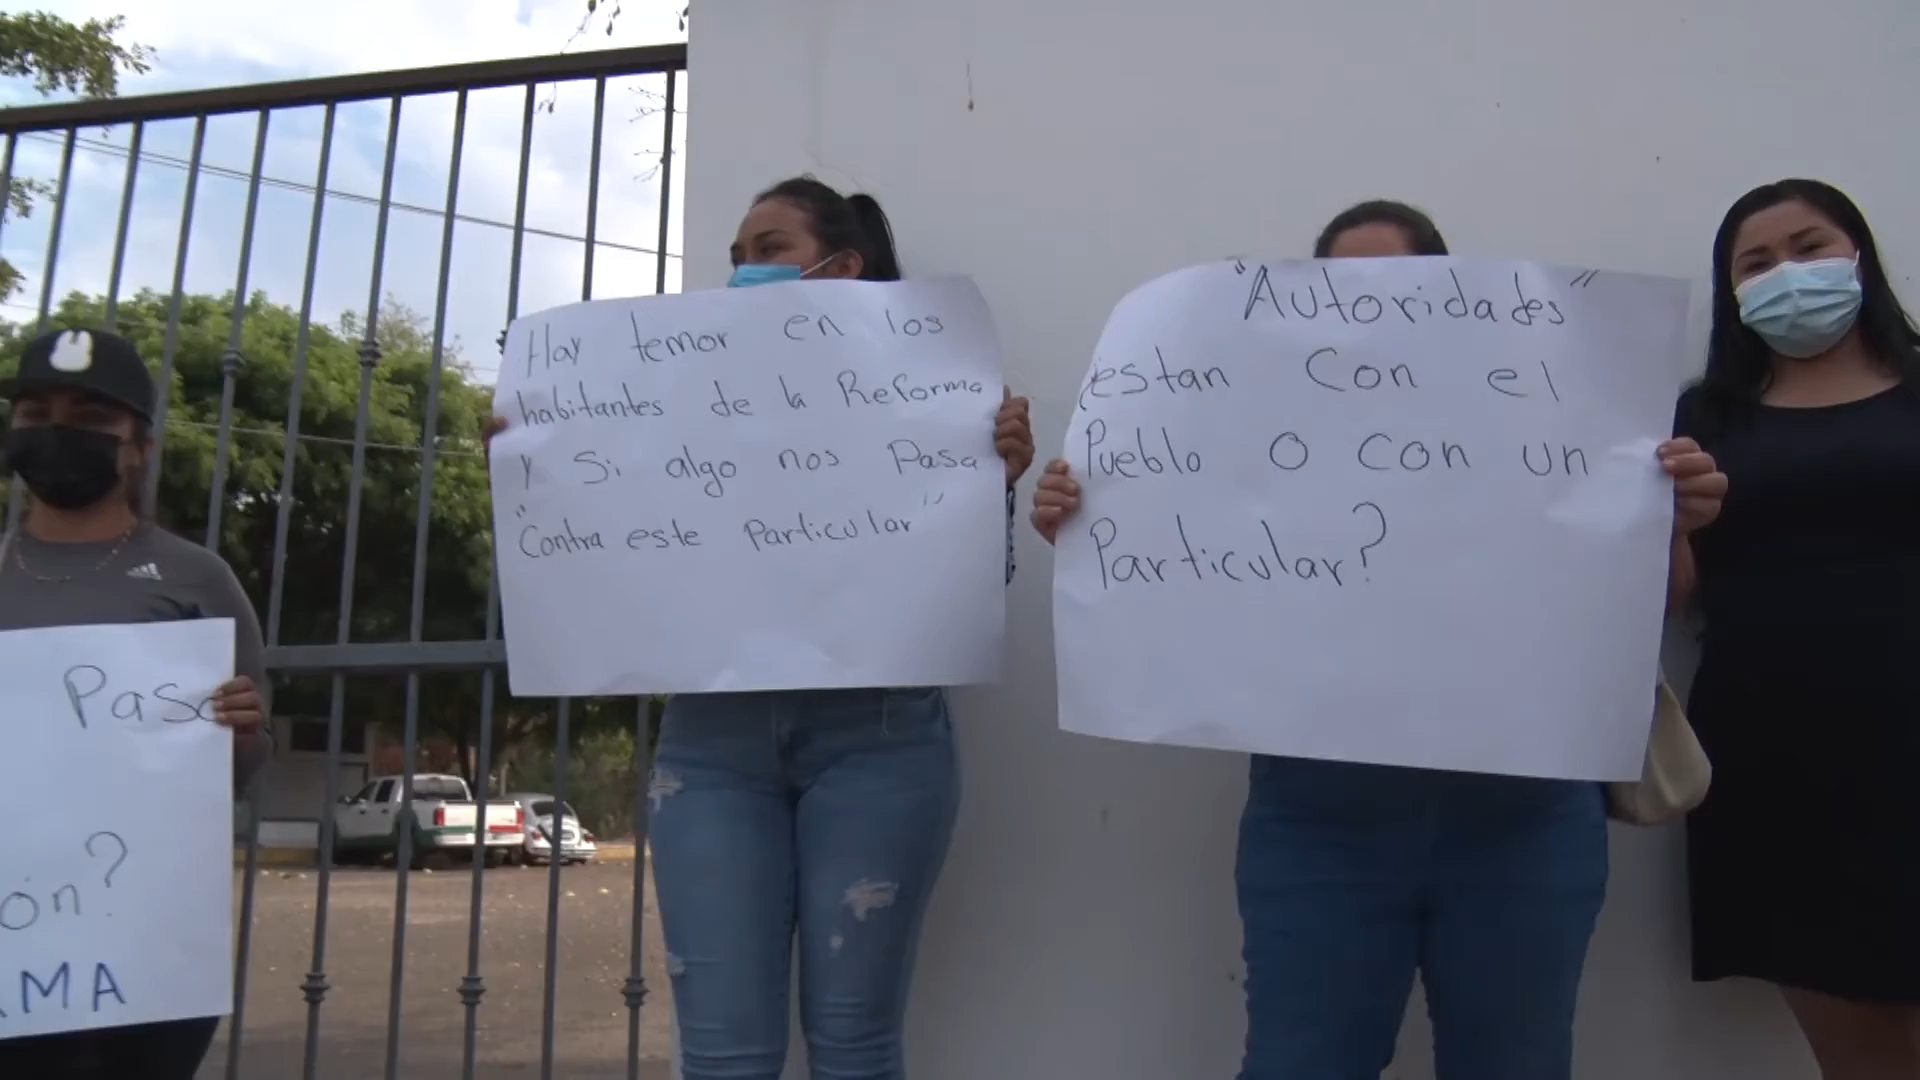 Pasa
ón?
MA
Hay temor en los
habitantes de la Reforma
Y Si algo nos Pasa
"Contra este Particular"
"Autoridades"
¿estan Con el
Pueblo O con un
Particular?